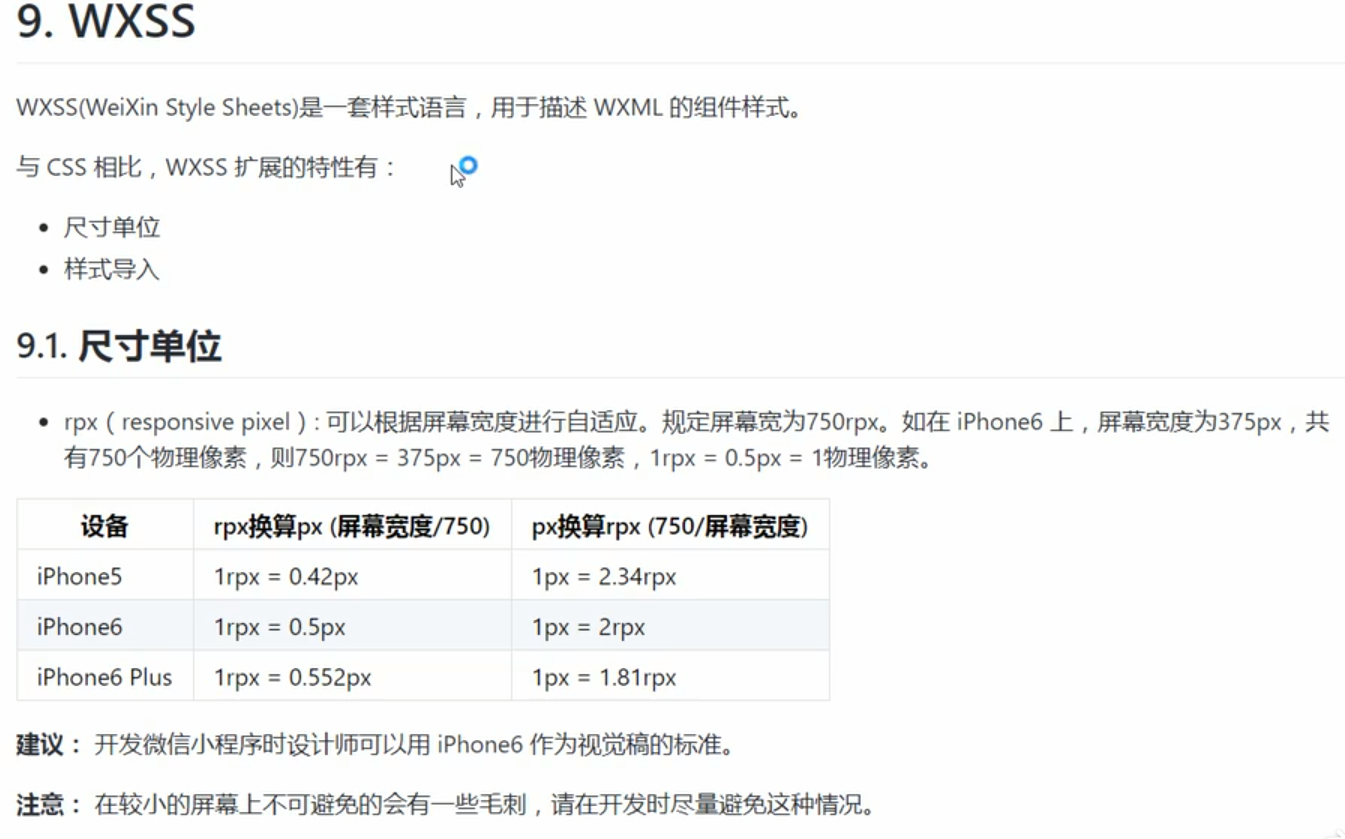 9. WXSS
WXSS(WeiXin Style Sheets)是一套样式语言，用于描述 WXML 的组件样式。
与 CSS 相比，WXSS 扩展的特性有：
• 尺寸单位
• 样式导入
9.1. 尺寸单位
• rpx（responsive pixel）: 可以根据屏幕宽度进行自适应。规定屏幕宽为750rpx。如在 iPhone6 上，屏幕宽度为375px，共
有750个物理像素，则750rpx = 375px = 750物理像素，1rpx = 0.5px = 1物理像素。
设备 rpx换算px (屏幕宽度/750) px换算rpx (750/屏幕宽度)
iPhone5 1rpx = 0.42px 1px = 2.34rpx
iPhone6 1rpx = 0.5px 1px = 2rpx
iPhone6 Plus 1rpx = 0.552px 1px = 1.81rpx
建议： 开发微信小程序时设计师可以用 iPhone6 作为视觉稿的标准。
注意： 在较小的屏幕上不可避免的会有一些毛刺，请在开发时尽量避免这种情况。